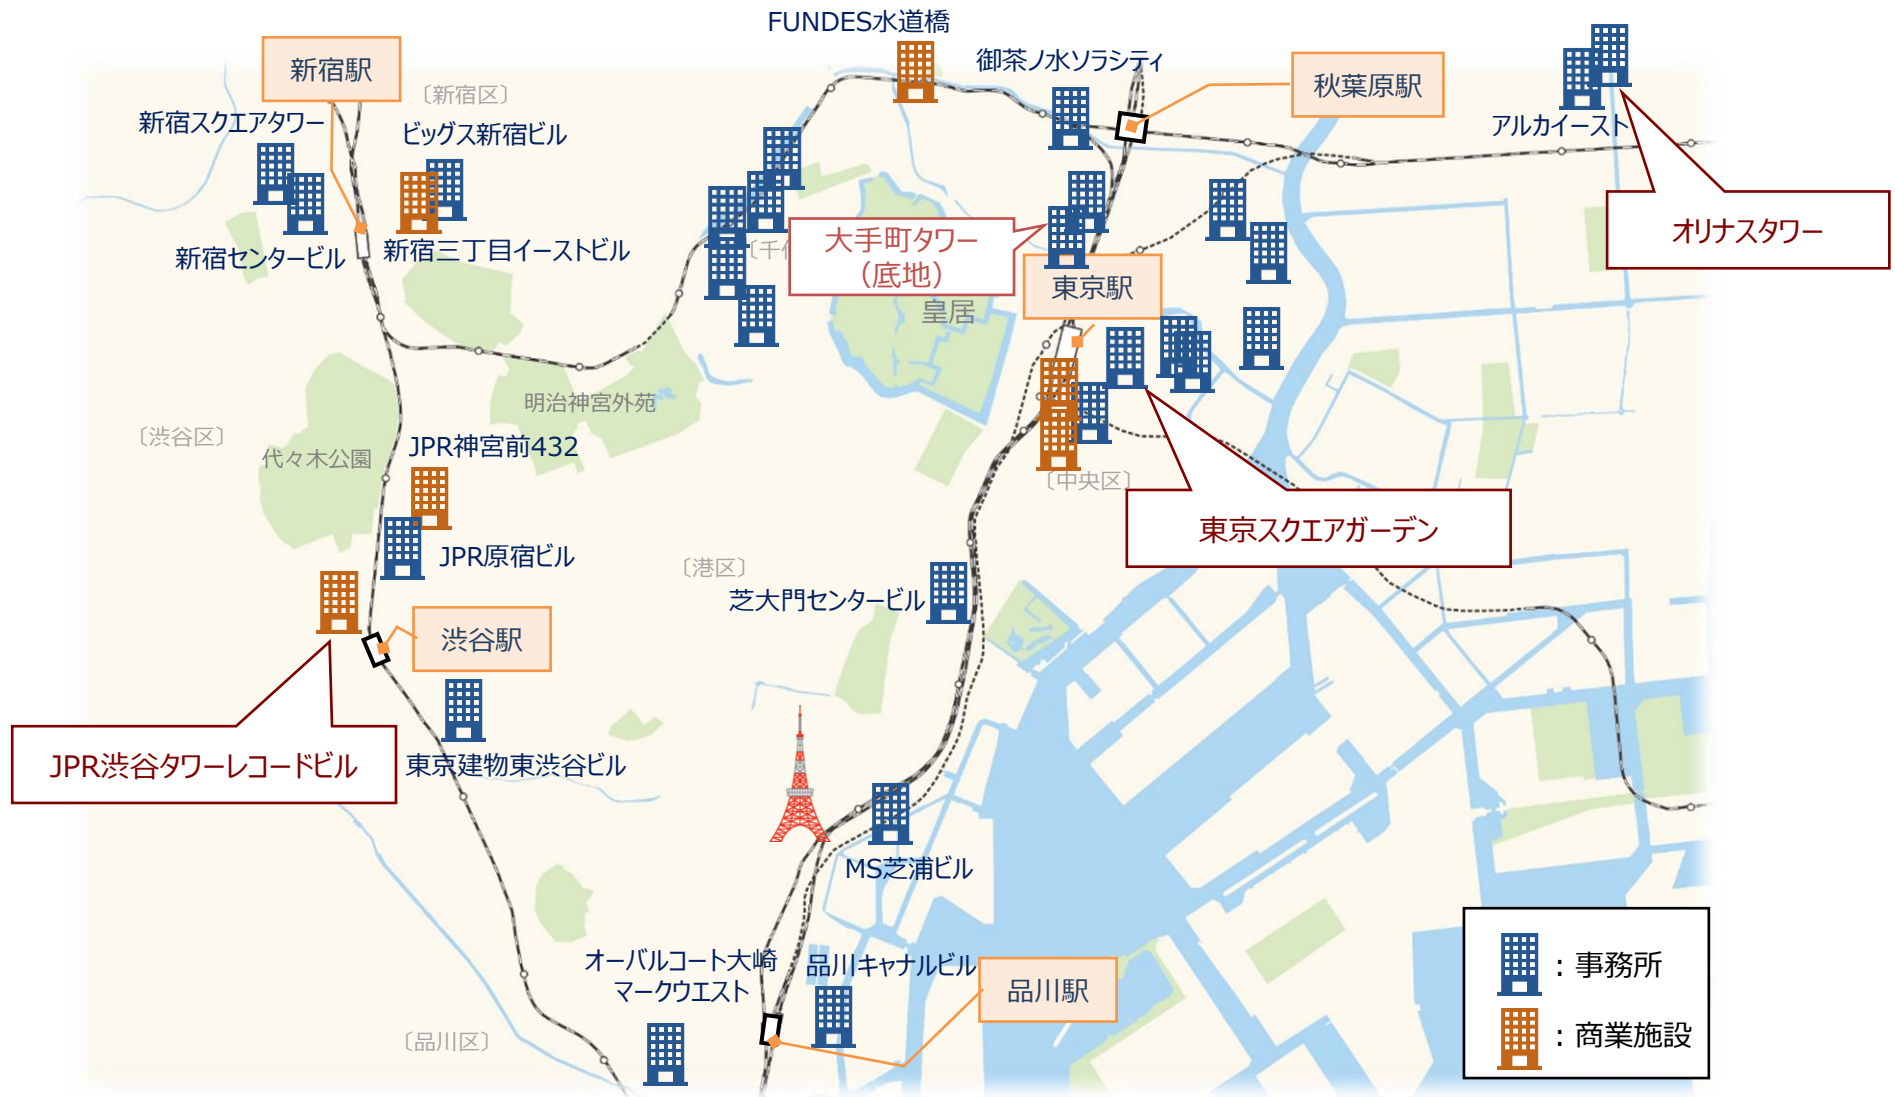 FUNDES水道橋
新宿駅
御茶ノ水ソラシティ
秋葉原駅
〔新宿区〕
新宿スクエアタワー
ビッグス新宿ビル
アルカイースト
オリナスタワー
大手町タワー
(底地)
〔千代
新宿センタービル
新宿三丁目イーストビル
東京駅
皇居
明治神宮外苑
〔渋谷区〕
代々木公園
JPR神宮前432
〔中央区〕
東京スクエアガーデン
JPR原宿ビル
〔港区〕
芝大門センタービル
渋谷駅
JPR渋谷タワーレコードビル
東京建物東渋谷ビル
MS芝浦ビル
オーバルコート大崎
マークウエスト
品川キャナルビル
品川駅
〔品川区〕
：事務所
：商業施設